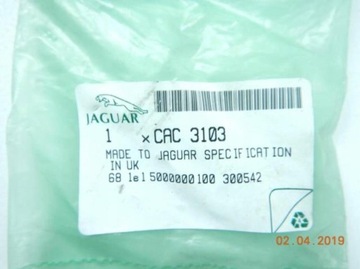 JAGUAR
1 x CAC 3103
MADE TO JAGUAR SPECIFICATION
IN UK
68 1e1 5000000100 300542
02.04.2019